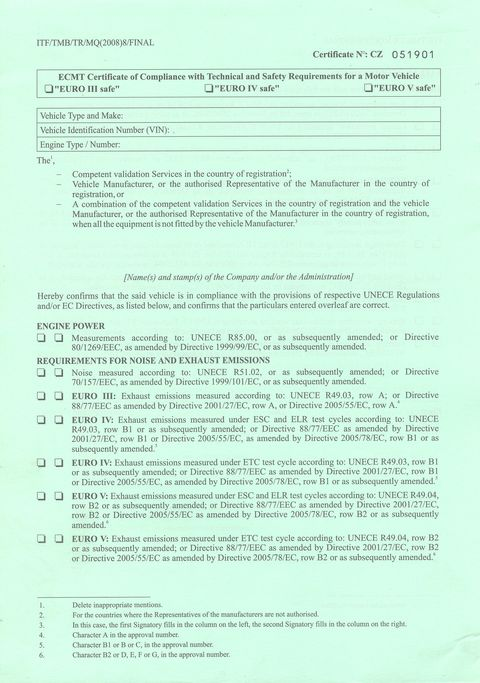 ITF/TMB/TR/MQ(2008)8/FINAL
Certificate Nº: CZ 051901
ECMT Certificate of Compliance with Technical and Safety Requirements for a Motor Vehicle
❏"EURO III safe" ❏"EURO IV safe" ❏"EURO V safe"
Vehicle Type and Make:
Vehicle Identification Number (VIN): .
Engine Type / Number:
The¹,
– Competent validation Services in the country of registration²;
– Vehicle Manufacturer, or the authorised Representative of the Manufacturer in the country of
registration, or
– A combination of the competent validation Services in the country of registration and the vehicle
Manufacturer, or the authorised Representative of the Manufacturer in the country of registration,
when all the equipment is not fitted by the vehicle Manufacturer.³
[Name(s) and stamp(s) of the Company and/or the Administration]
Hereby confirms that the said vehicle is in compliance with the provisions of respective UNECE Regulations
and/or EC Directives, as listed below, and confirms that the particulars entered overleaf are correct.
ENGINE POWER
❏ ❏ Measurements according to: UNECE R85.00, or as subsequently amended; or Directive
80/1269/EEC, as amended by Directive 1999/99/EC, or as subsequently amended.
REQUIREMENTS FOR NOISE AND EXHAUST EMISSIONS
❏ ❏ Noise measured according to: UNECE R51.02, or as subsequently amended; or Directive
70/157/EEC, as amended by Directive 1999/101/EC, or as subsequently amended.
❏ ❏ EURO III: Exhaust emissions measured according to: UNECE R49.03, row A; or Directive
88/77/EEC as amended by Directive 2001/27/EC, row A, or Directive 2005/55/EC, row A.⁴
❏ ❏ EURO IV: Exhaust emissions measured under ESC and ELR test cycles according to: UNECE
R49.03, row B1 or as subsequently amended; or Directive 88/77/EEC as amended by Directive
2001/27/EC, row B1 or Directive 2005/55/EC, as amended by Directive 2005/78/EC, row B1 or as
subsequently amended.⁵
❏ ❏ EURO IV: Exhaust emissions measured under ETC test cycle according to: UNECE R49.03, row B1
or as subsequently amended; or Directive 88/77/EEC as amended by Directive 2001/27/EC, row B1
or Directive 2005/55/EC, as amended by Directive 2005/78/EC, row B1 or as subsequently amended.⁵
❏ ❏ EURO V: Exhaust emissions measured under ESC and ELR test cycles according to: UNECE R49.04,
row B2 or as subsequently amended; or Directive 88/77/EEC as amended by Directive 2001/27/EC,
row B2 or Directive 2005/55/EC as amended by Directive 2005/78/EC, row B2 or as subsequently
amended.⁶
❏ ❏ EURO V: Exhaust emissions measured under ETC test cycle according to: UNECE R49.04, row B2
or as subsequently amended; or Directive 88/77/EEC as amended by Directive 2001/27/EC, row B2
or Directive 2005/55/EC as amended by Directive 2005/78/EC, row B2 or as subsequently amended.⁶
1. Delete inappropriate mentions.
2. For the countries where the Representatives of the manufacturers are not authorised.
3. In this case, the first Signatory fills in the column on the left, the second Signatory fills in the column on the right.
4. Character A in the approval number.
5. Character B1 or B or C, in the approval number.
6. Character B2 or D, E, F or G, in the approval number.